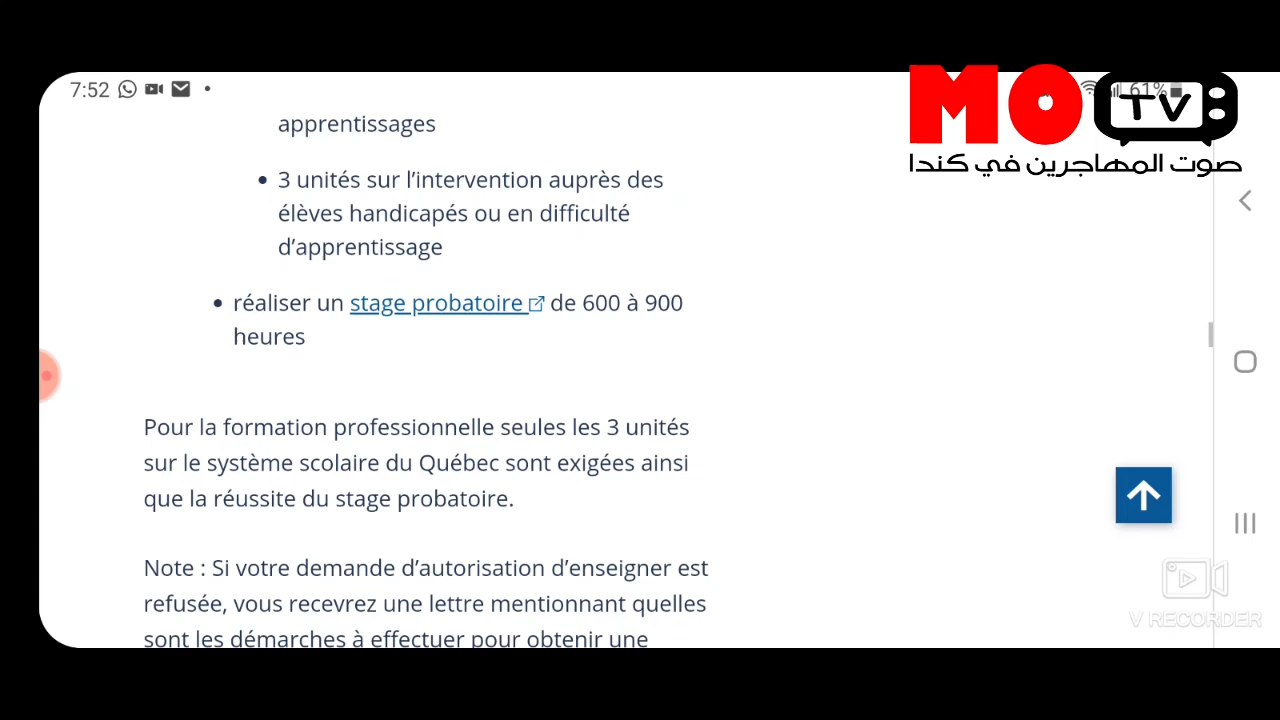 7:52
61%
MO TV
صوت المهاجرين في كندا
apprentissages
• 3 unités sur l’intervention auprès des
élèves handicapés ou en difficulté
d’apprentissage
• réaliser un stage probatoire de 600 à 900
heures
Pour la formation professionnelle seules les 3 unités
sur le système scolaire du Québec sont exigées ainsi
que la réussite du stage probatoire.
Note : Si votre demande d’autorisation d’enseigner est
refusée, vous recevrez une lettre mentionnant quelles
sont les démarches à effectuer pour obtenir une
V RECORDER